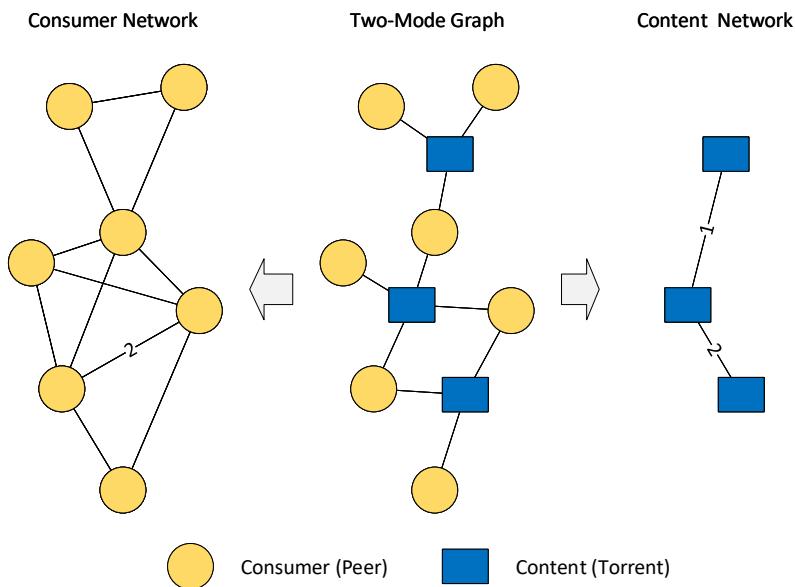 Consumer Network
Two-Mode Graph
Content Network
1
2
2
Consumer (Peer)
Content (Torrent)